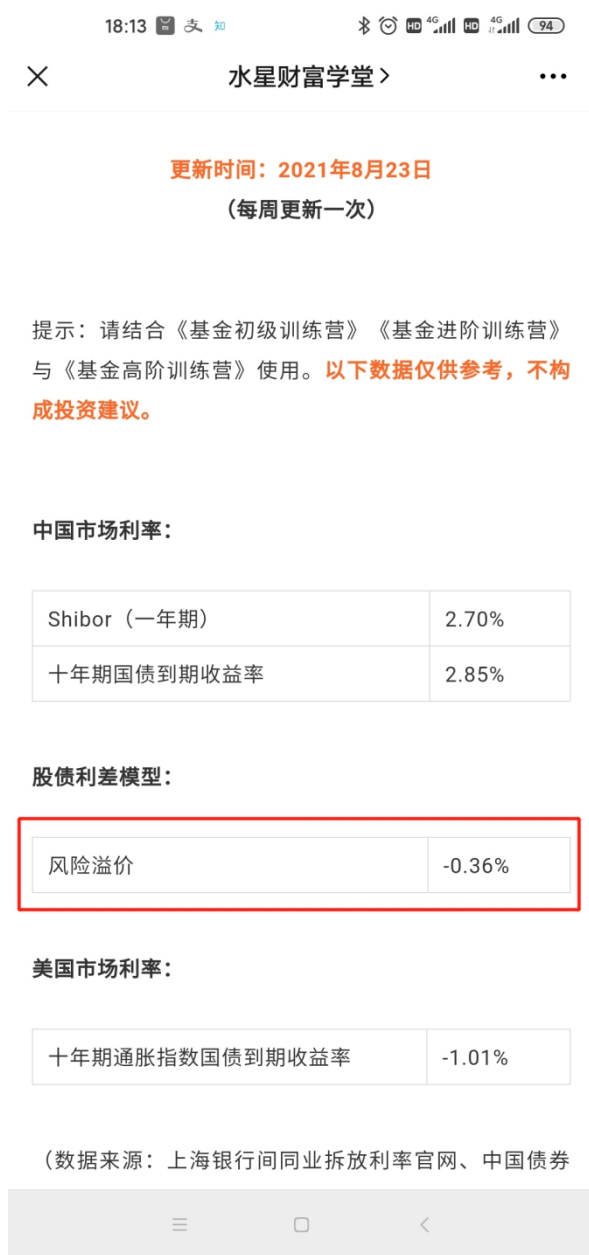 18:13 支 知 HD 4G HD 4G 94
水星财富学堂
更新时间：2021年8月23日
（每周更新一次）
提示：请结合《基金初级训练营》《基金进阶训练营》
与《基金高阶训练营》使用。以下数据仅供参考，不构
成投资建议。
中国市场利率：
Shibor（一年期） 2.70%
十年期国债到期收益率 2.85%
股债利差模型：
风险溢价 -0.36%
美国市场利率：
十年期通胀指数国债到期收益率 -1.01%
（数据来源：上海银行间同业拆放利率官网、中国债券